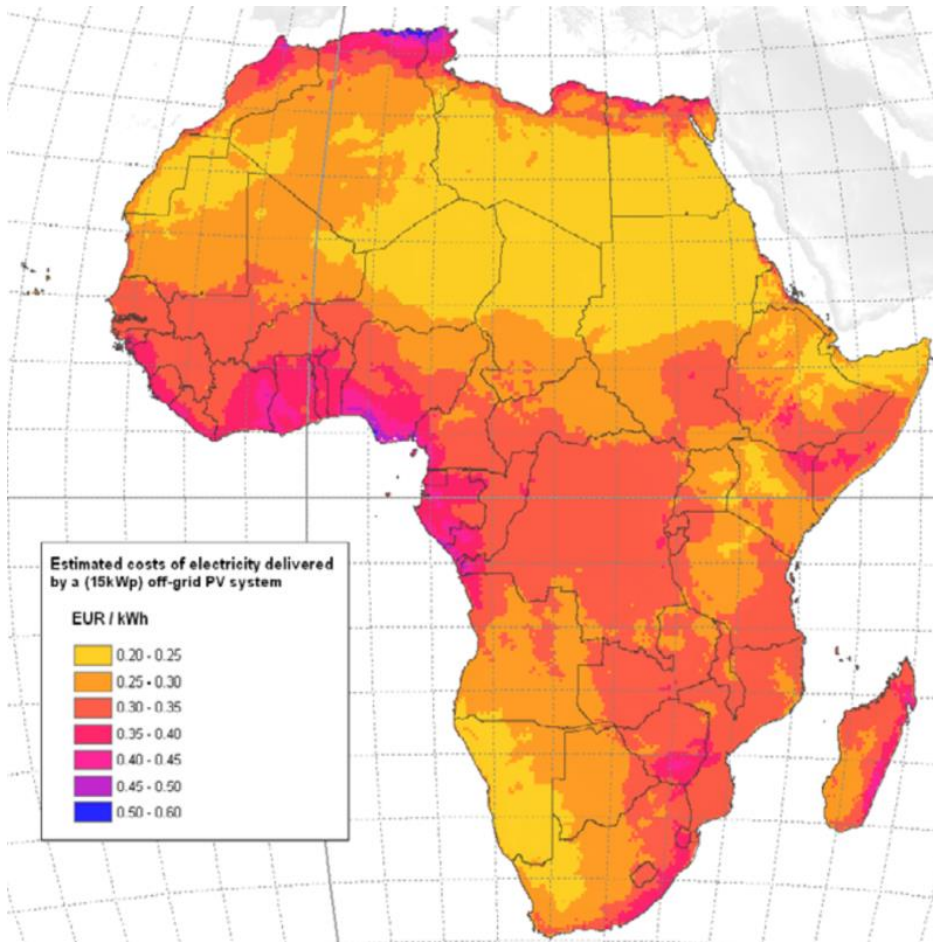 Estimated costs of electricity delivered
by a (15kWp) off-grid PV system
EUR / kWh
0.20 - 0.25
0.25 - 0.30
0.30 - 0.35
0.35 - 0.40
0.40 - 0.45
0.45 - 0.50
0.50 - 0.60